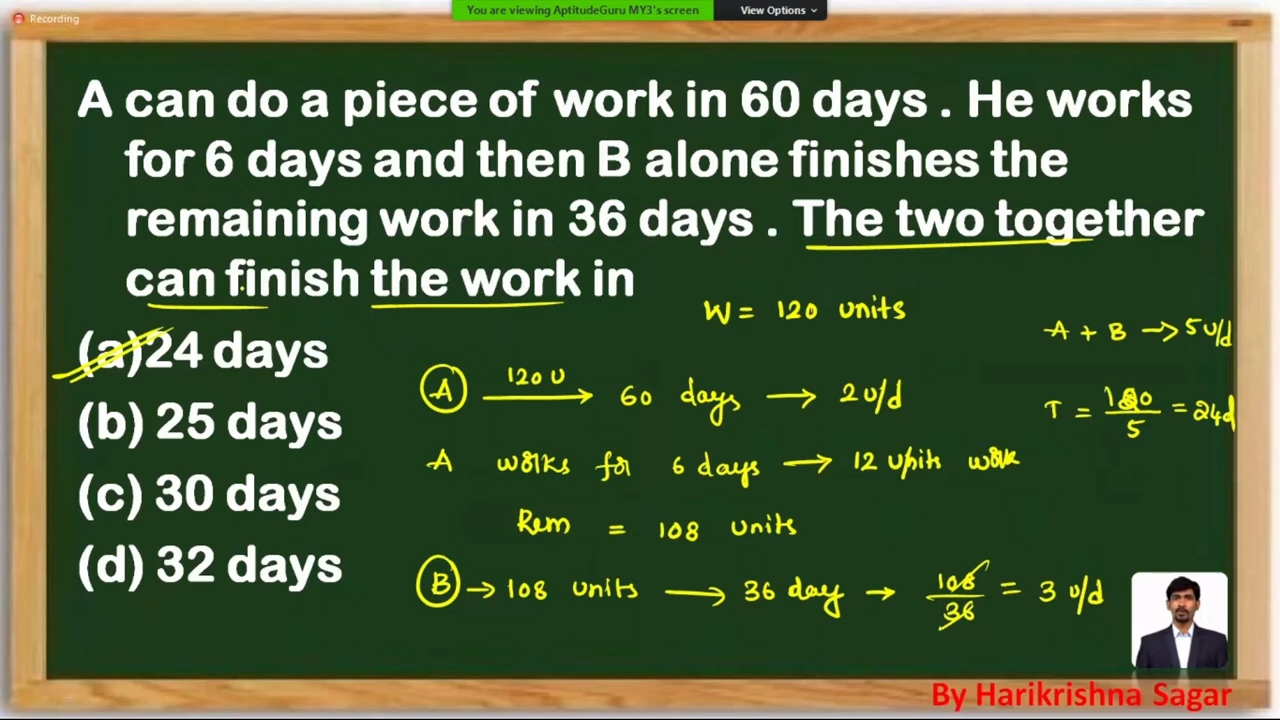 Recording
You are viewing AptitudeGuru MY3's screen View Options
A can do a piece of work in 60 days . He works
for 6 days and then B alone finishes the
remaining work in 36 days . The two together
can finish the work in
W = 120 units
(a)24 days
A + B → 5 u/d
A 120 U → 60 days → 2 u/d
T = 120/5 = 24d
(b) 25 days
A works for 6 days → 12 units work
(c) 30 days
Rem = 108 units
(d) 32 days
B → 108 units → 36 day → 108/36 = 3 u/d
By Harikrishna Sagar